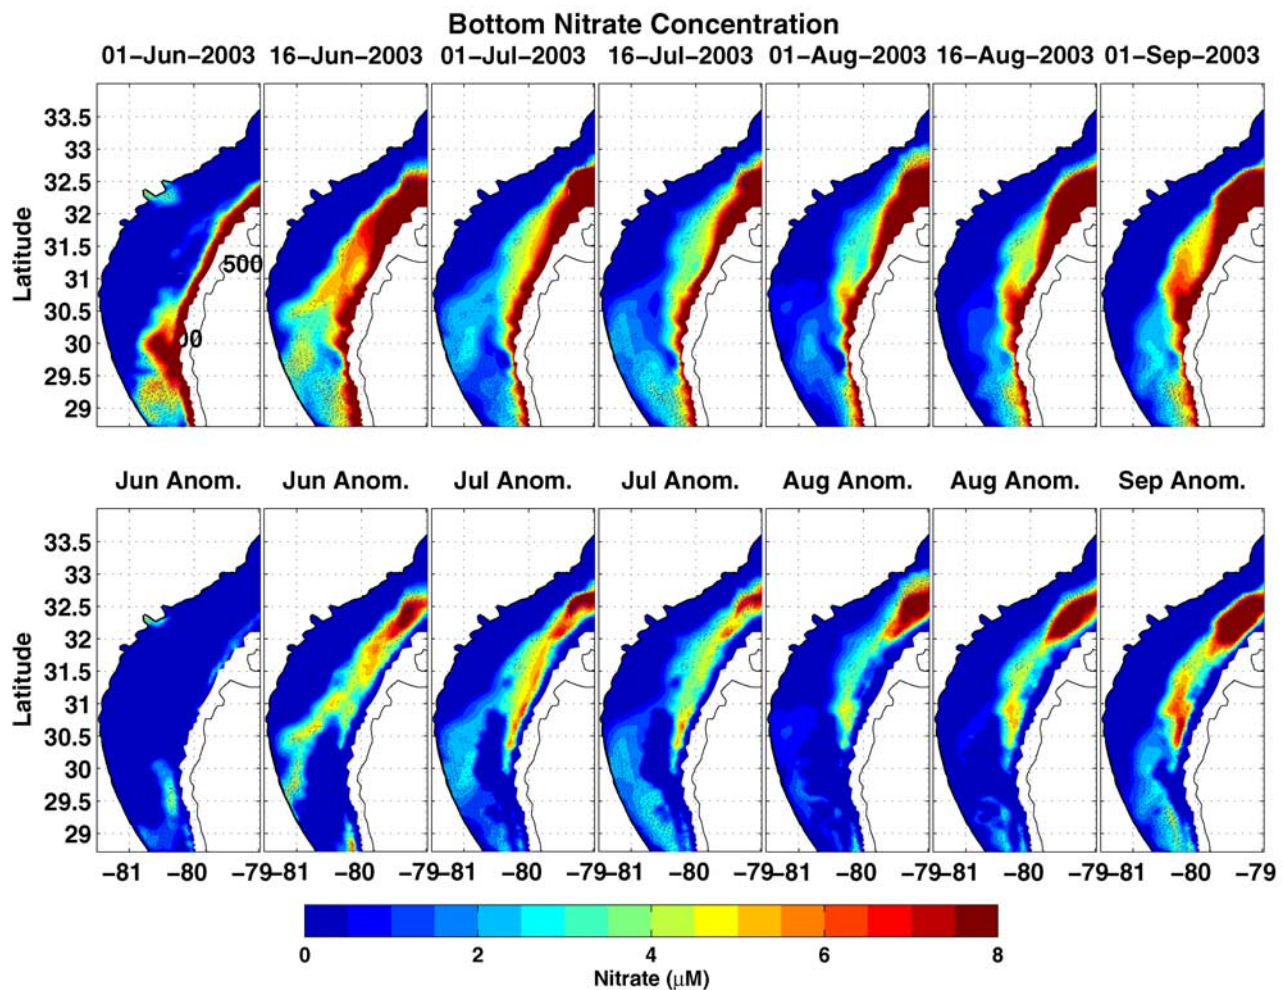 Bottom Nitrate Concentration
01-Jun-2003 16-Jun-2003 01-Jul-2003 16-Jul-2003 01-Aug-2003 16-Aug-2003 01-Sep-2003
33.5
33
32.5
32
31.5
31
30.5
30
29.5
29
Latitude
500
00
Jun Anom. Jun Anom. Jul Anom. Jul Anom. Aug Anom. Aug Anom. Sep Anom.
33.5
33
32.5
32
31.5
31
30.5
30
29.5
29
Latitude
-81 -80 -79-81 -80 -79-81 -80 -79-81 -80 -79-81 -80 -79-81 -80 -79-81 -80 -79
0 2 4 6 8
Nitrate (μM)